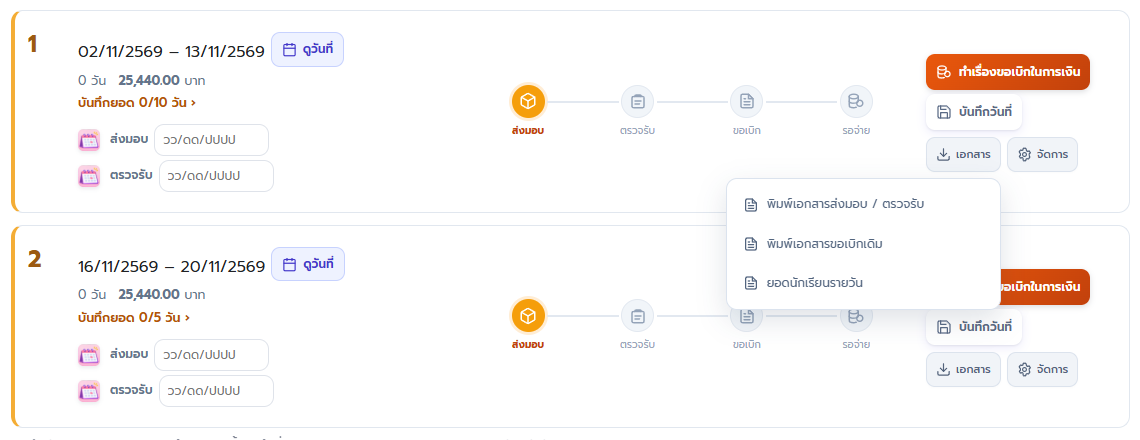 1
02/11/2569 – 13/11/2569 ดูวันที่
0 วัน 25,440.00 บาท
บันทึกยอด 0/10 วัน ›
ส่งมอบ วว/ดด/ปปปป
ตรวจรับ วว/ดด/ปปปป
ส่งมอบ ตรวจรับ ขอเบิก รอจ่าย
ทำเรื่องขอเบิกในการเงิน
บันทึกวันที่
เอกสาร จัดการ
พิมพ์เอกสารส่งมอบ / ตรวจรับ
พิมพ์เอกสารขอเบิกเดิม
ยอดนักเรียนรายวัน
2
16/11/2569 – 20/11/2569 ดูวันที่
0 วัน 25,440.00 บาท
บันทึกยอด 0/5 วัน ›
ส่งมอบ วว/ดด/ปปปป
ตรวจรับ วว/ดด/ปปปป
ส่งมอบ ตรวจรับ ขอเบิก รอจ่าย
ขอเบิกในการเงิน
บันทึกวันที่
เอกสาร จัดการ